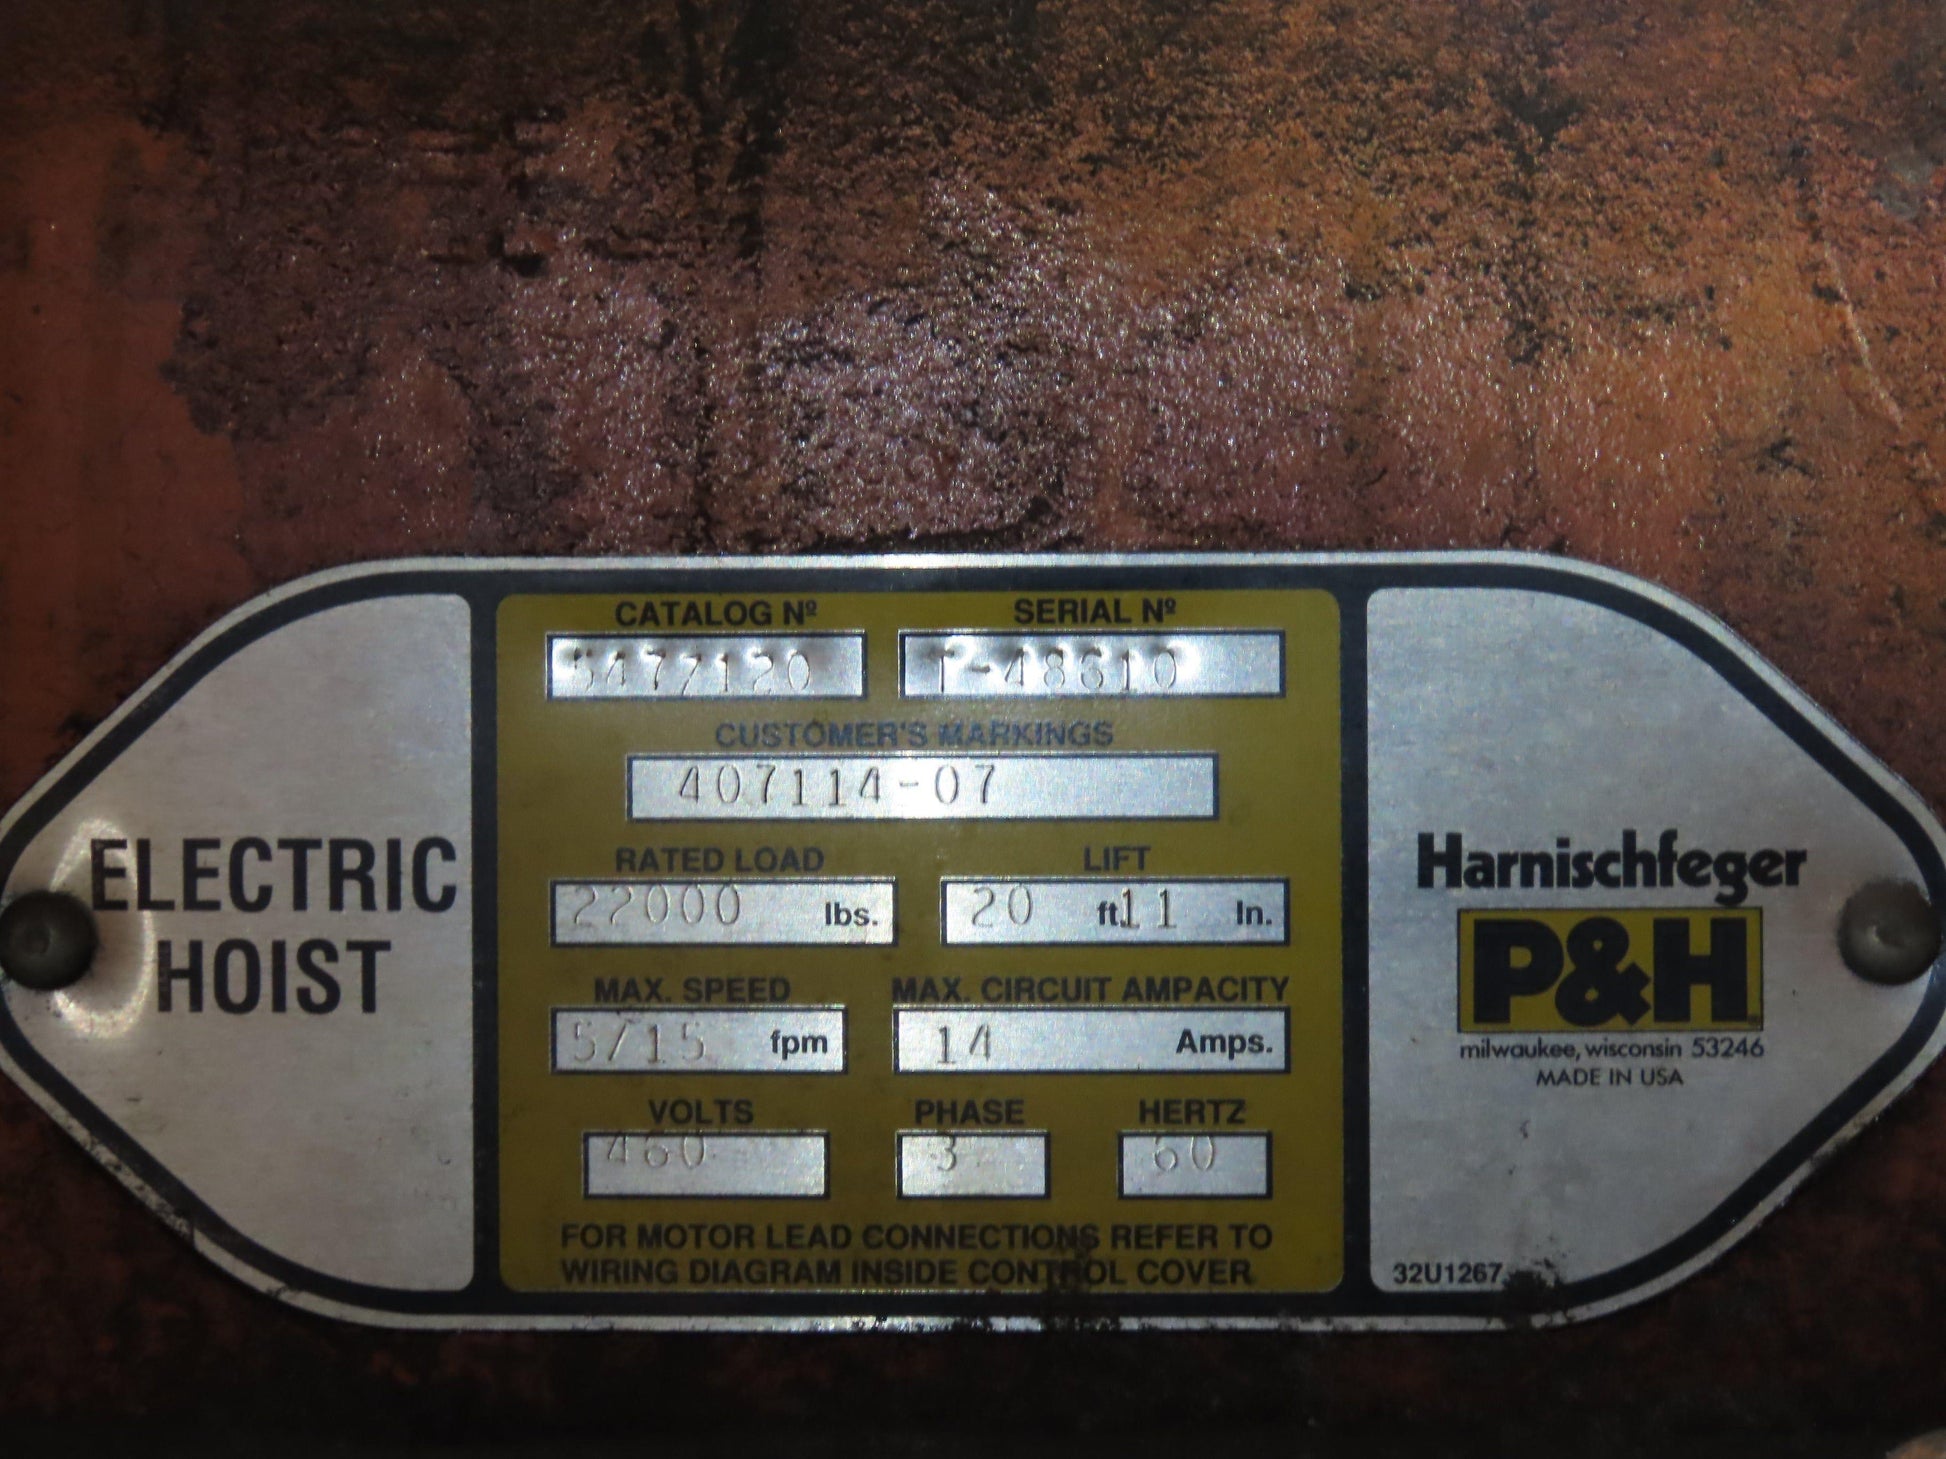 CATALOG Nº SERIAL Nº
5477120
-48610
CUSTOMER'S MARKINGS
407114-07
RATED LOAD LIFT
22000 lbs. 20 ft. 11 In.
MAX. SPEED MAX. CIRCUIT AMPACITY
5/15 fpm 14 Amps.
VOLTS PHASE HERTZ
460 3 60
FOR MOTOR LEAD CONNECTIONS REFER TO
WIRING DIAGRAM INSIDE CONTROL COVER
ELECTRIC
HOIST
Harnischfeger
P&H
milwaukee, wisconsin 53246
MADE IN USA
32U1267